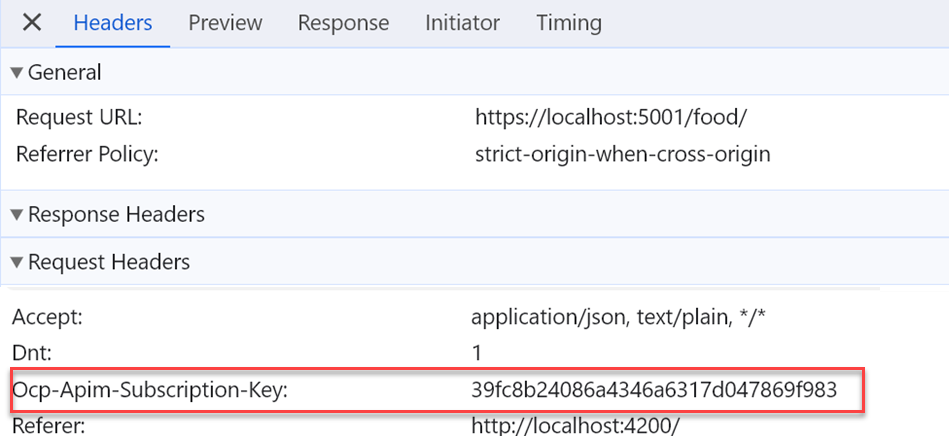 Headers Preview Response Initiator Timing
General
Request URL: https://localhost:5001/food/
Referrer Policy: strict-origin-when-cross-origin
Response Headers
Request Headers
Accept: application/json, text/plain, */*
Dnt: 1
Ocp-Apim-Subscription-Key: 39fc8b24086a4346a6317d047869f983
Referer: http://localhost:4200/